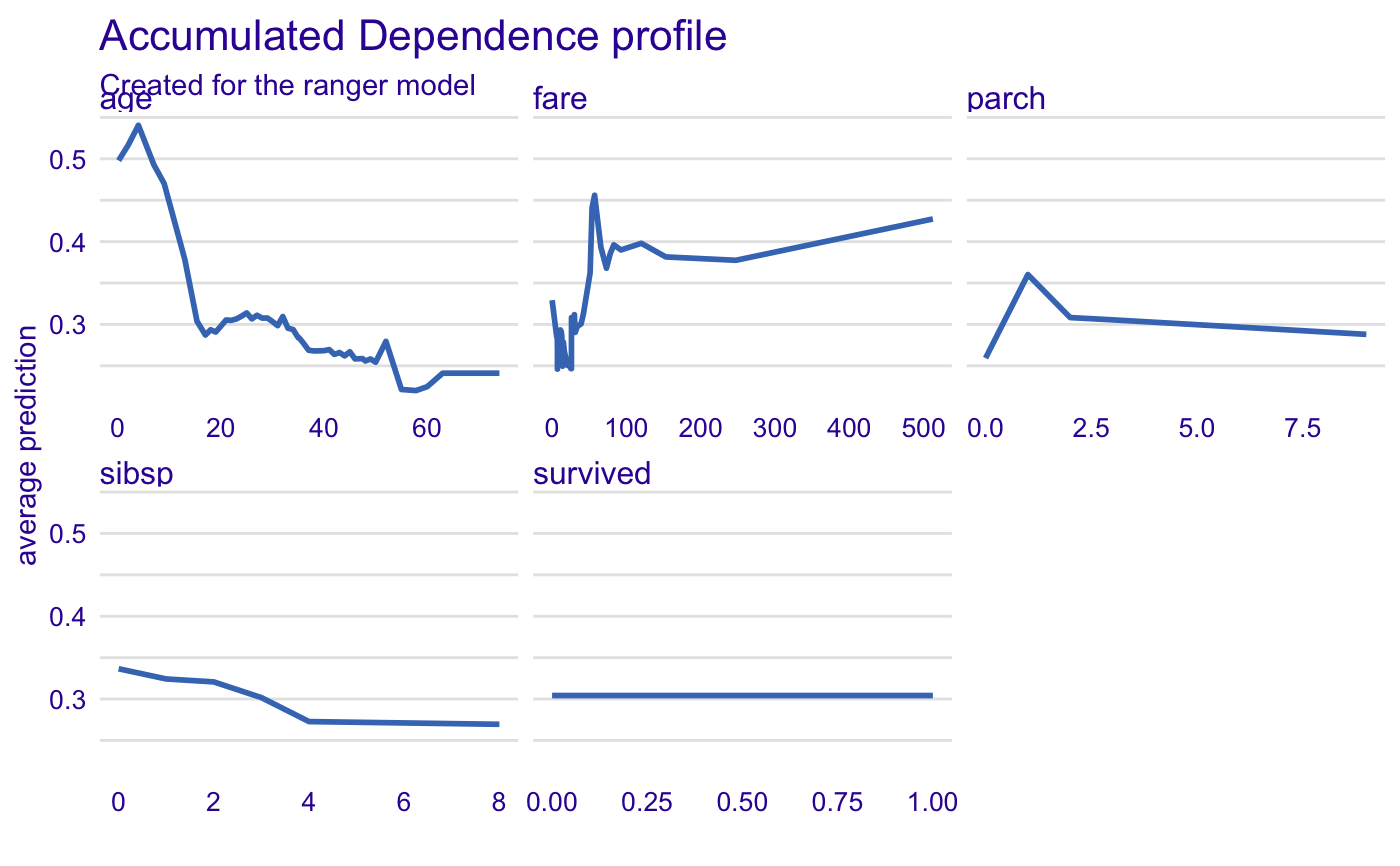 Accumulated Dependence profile
Created for the ranger model
age
fare
parch
0.5
0.4
0.3
0 20 40 60
0 100 200 300 400 500
0.0 2.5 5.0 7.5
average prediction
sibsp
survived
0.5
0.4
0.3
0 2 4 6 8
0.00 0.25 0.50 0.75 1.00